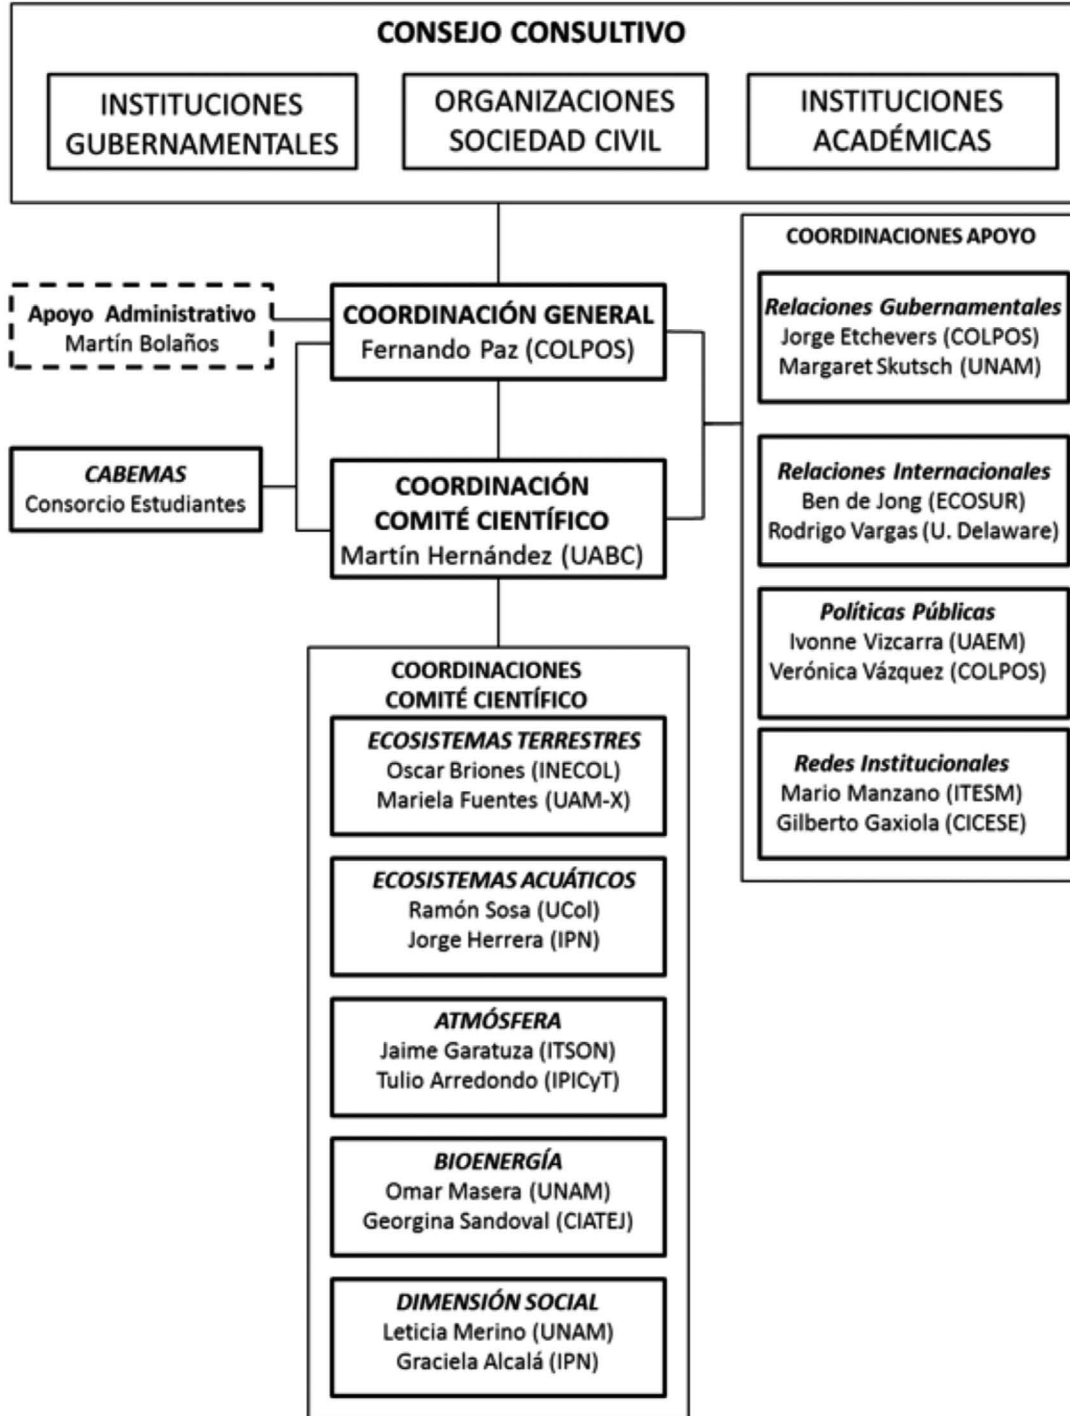 CONSEJO CONSULTIVO
INSTITUCIONES
GUBERNAMENTALES
ORGANIZACIONES
SOCIEDAD CIVIL
INSTITUCIONES
ACADÉMICAS
Apoyo Administrativo
Martín Bolaños
COORDINACIÓN GENERAL
Fernando Paz (COLPOS)
CABEMAS
Consorcio Estudiantes
COORDINACIÓN
COMITÉ CIENTÍFICO
Martín Hernández (UABC)
COORDINACIONES APOYO
Relaciones Gubernamentales
Jorge Etchevers (COLPOS)
Margaret Skutsch (UNAM)
Relaciones Internacionales
Ben de Jong (ECOSUR)
Rodrigo Vargas (U. Delaware)
Políticas Públicas
Ivonne Vizcarra (UAEM)
Verónica Vázquez (COLPOS)
Redes Institucionales
Mario Manzano (ITESM)
Gilberto Gaxiola (CICESE)
COORDINACIONES
COMITÉ CIENTÍFICO
ECOSISTEMAS TERRESTRES
Oscar Briones (INECOL)
Mariela Fuentes (UAM-X)
ECOSISTEMAS ACUÁTICOS
Ramón Sosa (UCol)
Jorge Herrera (IPN)
ATMÓSFERA
Jaime Garatuza (ITSON)
Tulio Arredondo (IPICyT)
BIOENERGÍA
Omar Masera (UNAM)
Georgina Sandoval (CIATEJ)
DIMENSIÓN SOCIAL
Leticia Merino (UNAM)
Graciela Alcalá (IPN)